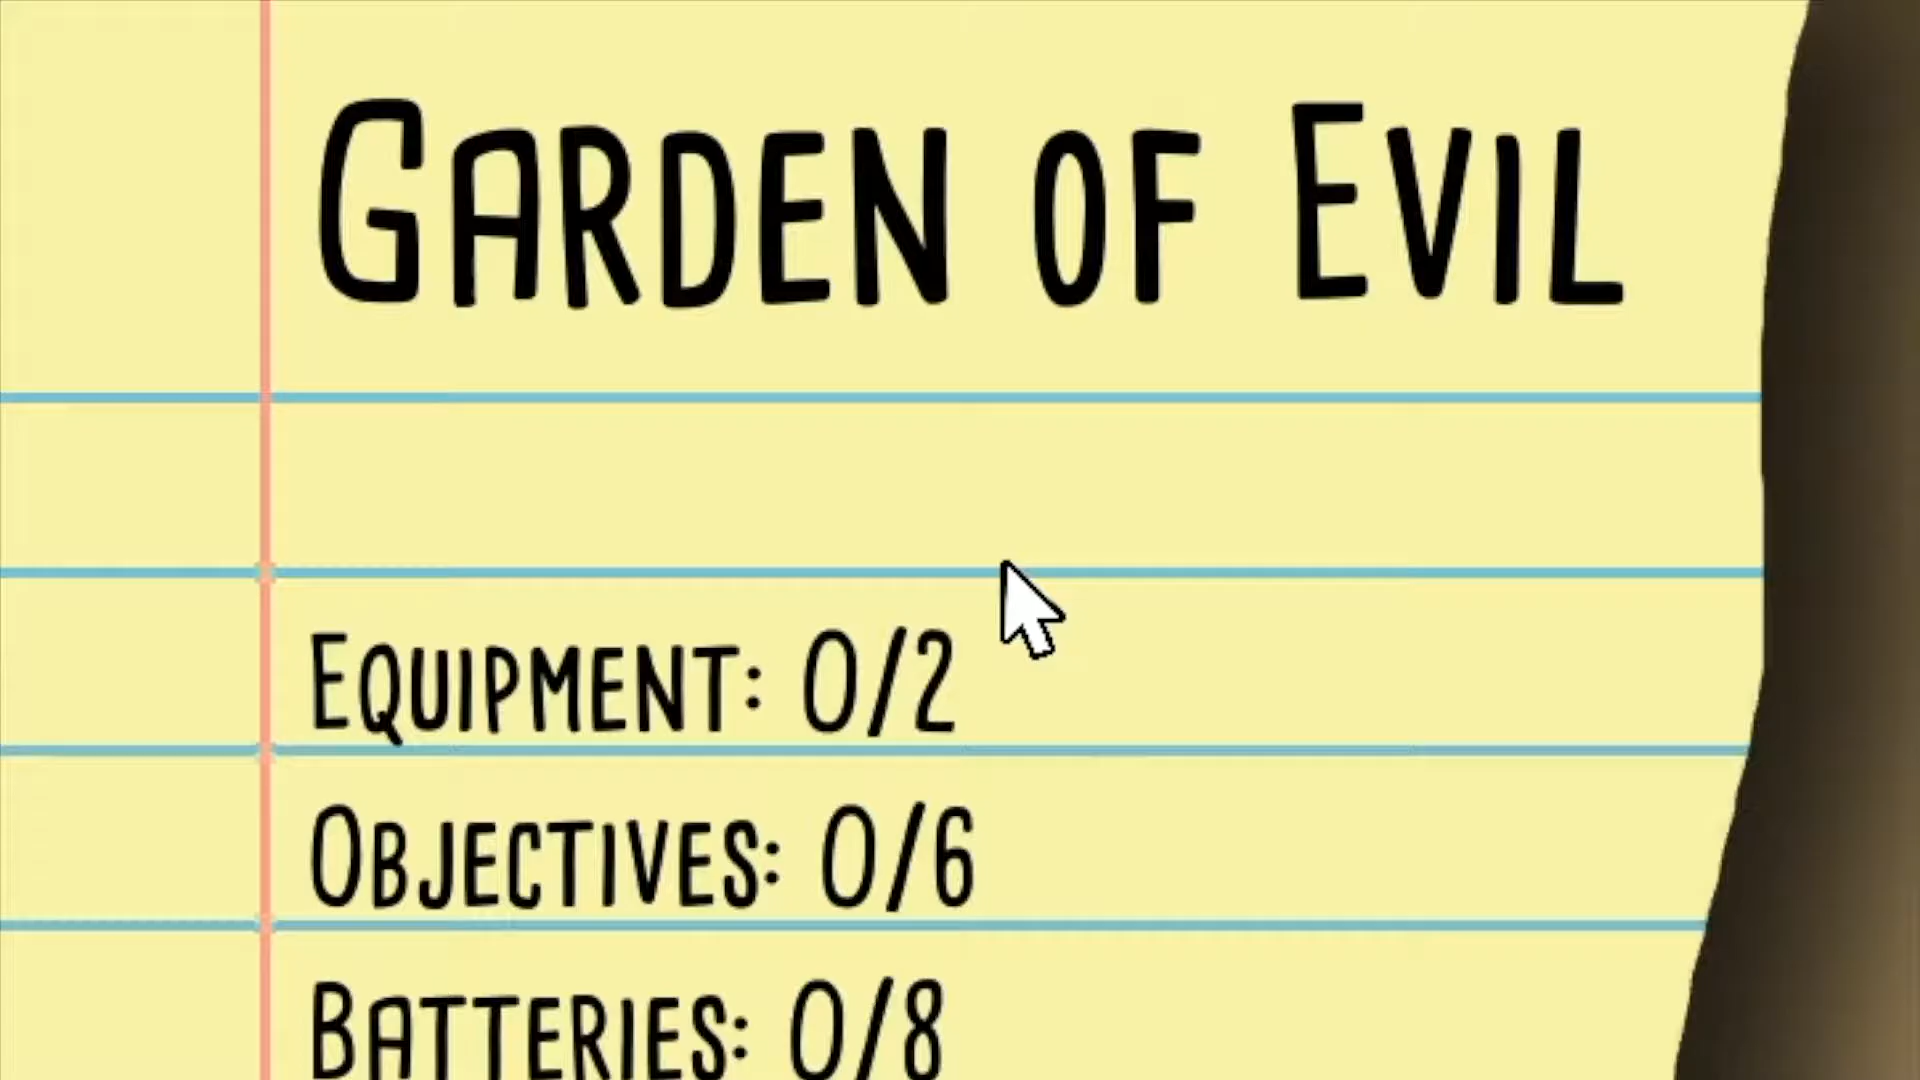 Garden of Evil
Equipment: 0/2
Objectives: 0/6
Batteries: 0/8